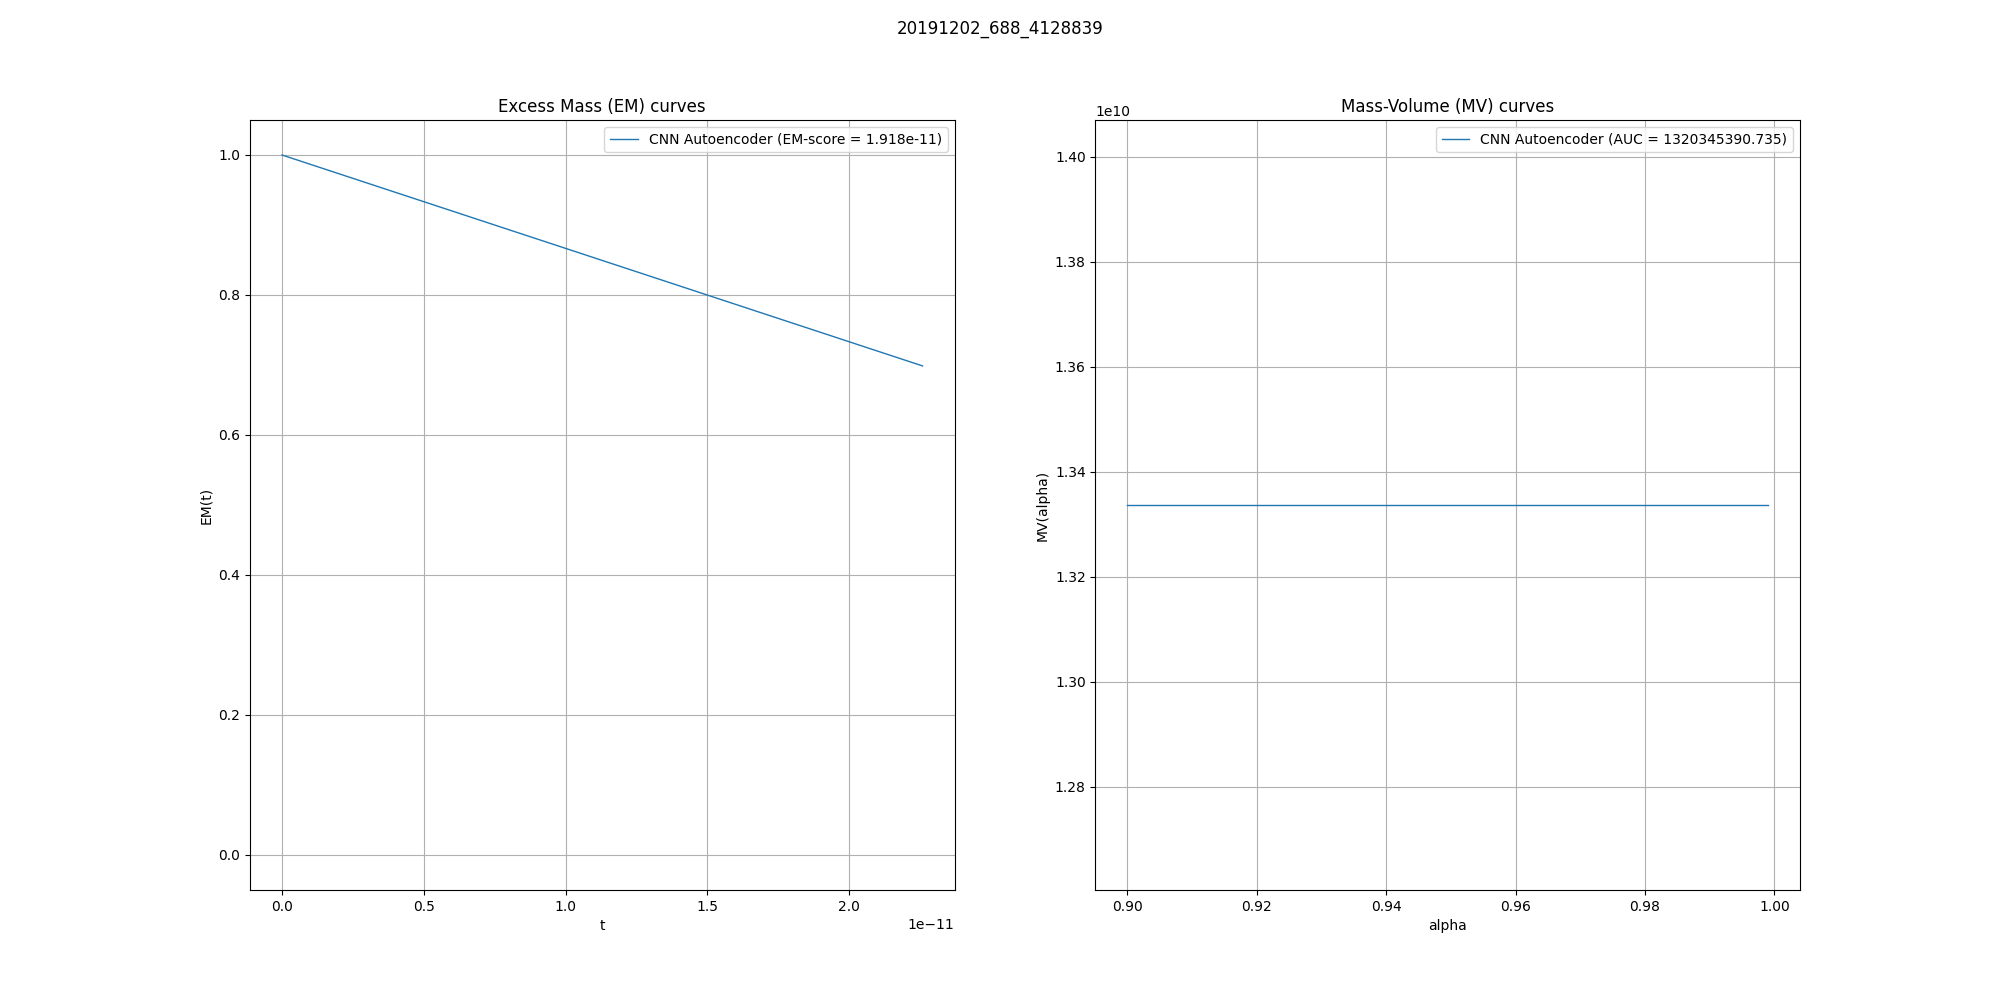 20191202_688_4128839
Excess Mass (EM) curves
CNN Autoencoder (EM-score = 1.918e-11)
1.0
0.8
0.6
0.4
0.2
0.0
EM(t)
0.0 0.5 1.0 1.5 2.0
1e−11
t
Mass-Volume (MV) curves
1e10
CNN Autoencoder (AUC = 1320345390.735)
1.40
1.38
1.36
1.34
1.32
1.30
1.28
MV(alpha)
0.90 0.92 0.94 0.96 0.98 1.00
alpha